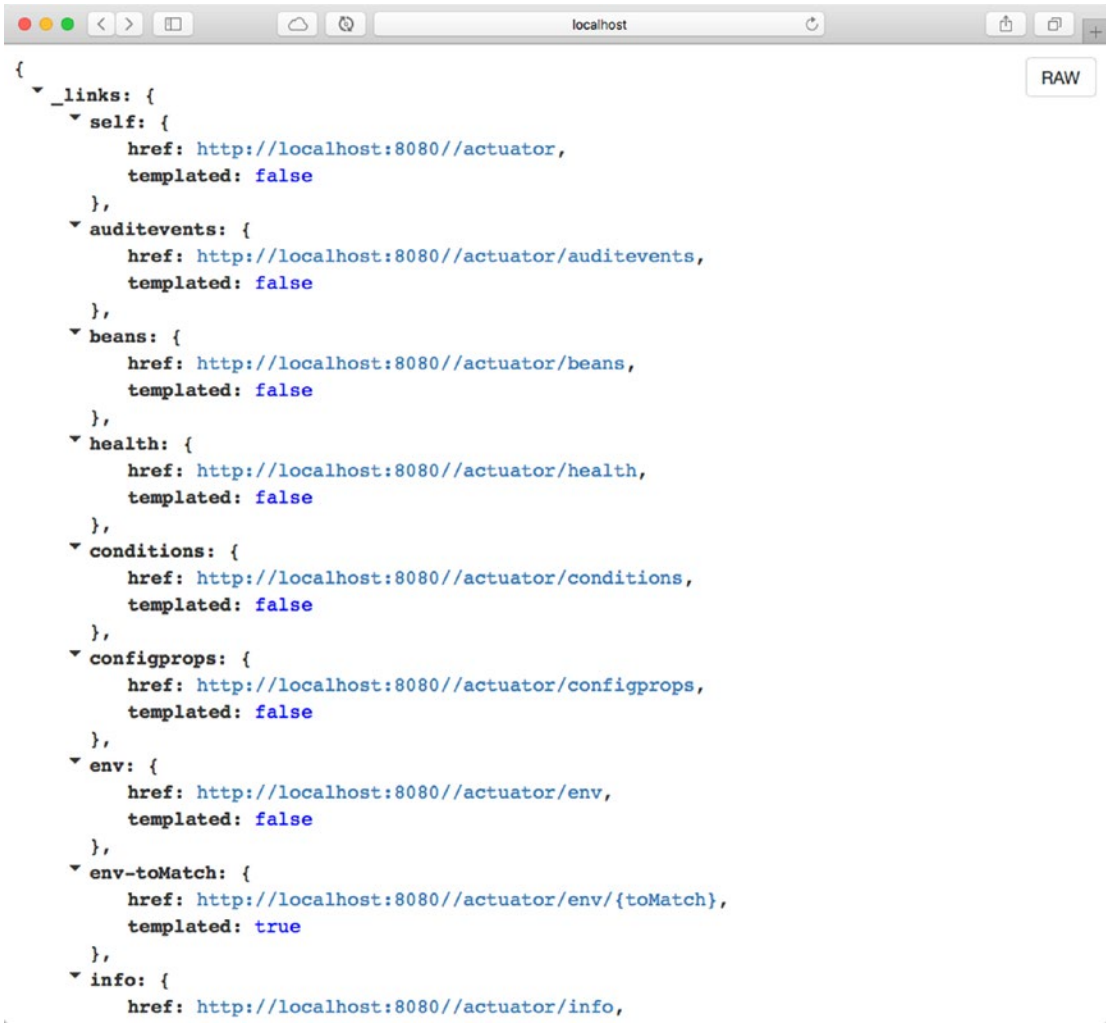 localhost
RAW
{
_links: {
self: {
href: http://localhost:8080//actuator,
templated: false
},
auditevents: {
href: http://localhost:8080//actuator/auditevents,
templated: false
},
beans: {
href: http://localhost:8080//actuator/beans,
templated: false
},
health: {
href: http://localhost:8080//actuator/health,
templated: false
},
conditions: {
href: http://localhost:8080//actuator/conditions,
templated: false
},
configprops: {
href: http://localhost:8080//actuator/configprops,
templated: false
},
env: {
href: http://localhost:8080//actuator/env,
templated: false
},
env-toMatch: {
href: http://localhost:8080//actuator/env/{toMatch},
templated: true
},
info: {
href: http://localhost:8080//actuator/info,